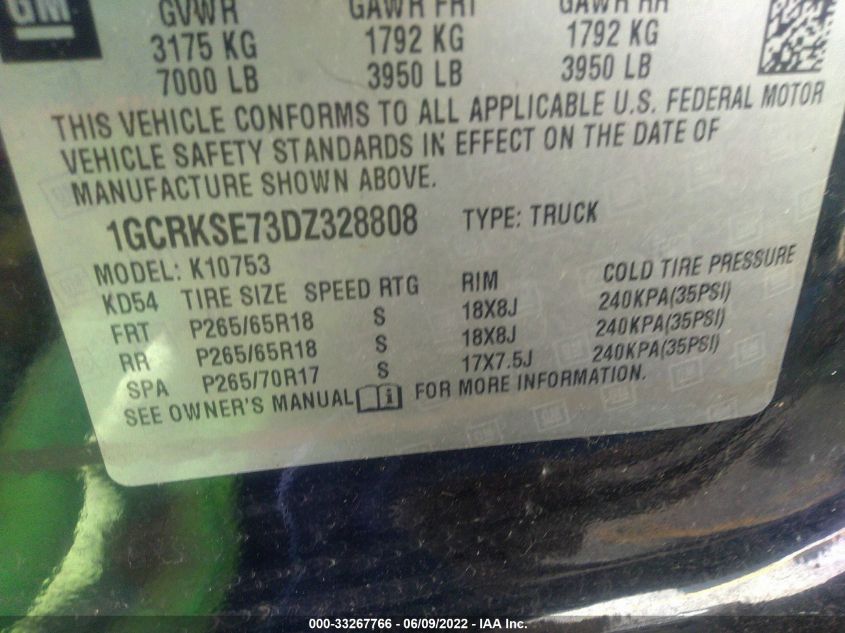 GM
GVWR GAWR FRT GAWR RR
3175 KG 1792 KG 1792 KG
7000 LB 3950 LB 3950 LB
THIS VEHICLE CONFORMS TO ALL APPLICABLE U.S. FEDERAL MOTOR
VEHICLE SAFETY STANDARDS IN EFFECT ON THE DATE OF
MANUFACTURE SHOWN ABOVE.
1GCRKSE73DZ328808 TYPE: TRUCK
MODEL: K10753
KD54 TIRE SIZE SPEED RTG RIM COLD TIRE PRESSURE
FRT P265/65R18 S 18X8J 240KPA(35PSI)
RR P265/65R18 S 18X8J 240KPA(35PSI)
SPA P265/70R17 S 17X7.5J 240KPA(35PSI)
SEE OWNER'S MANUAL i FOR MORE INFORMATION.
000-33267766 - 06/09/2022 - IAA Inc.